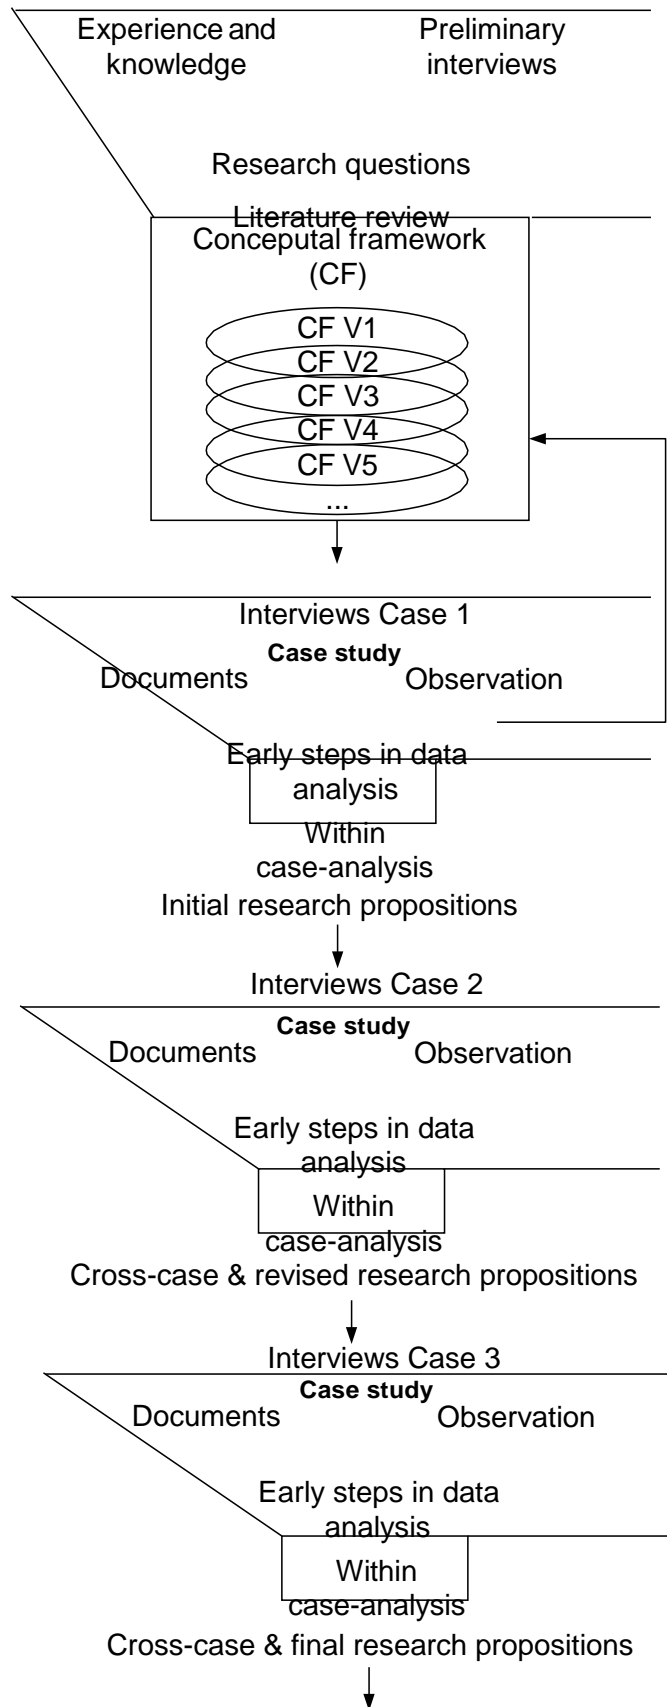 Experience and
knowledge
Preliminary
interviews
Research questions
Literature review
Conceputal framework
(CF)
CF V1
CF V2
CF V3
CF V4
CF V5
...
Interviews Case 1
Case study
Documents
Observation
Early steps in data
analysis
Within
case-analysis
Initial research propositions
Interviews Case 2
Case study
Documents
Observation
Early steps in data
analysis
Within
case-analysis
Cross-case & revised research propositions
Interviews Case 3
Case study
Documents
Observation
Early steps in data
analysis
Within
case-analysis
Cross-case & final research propositions